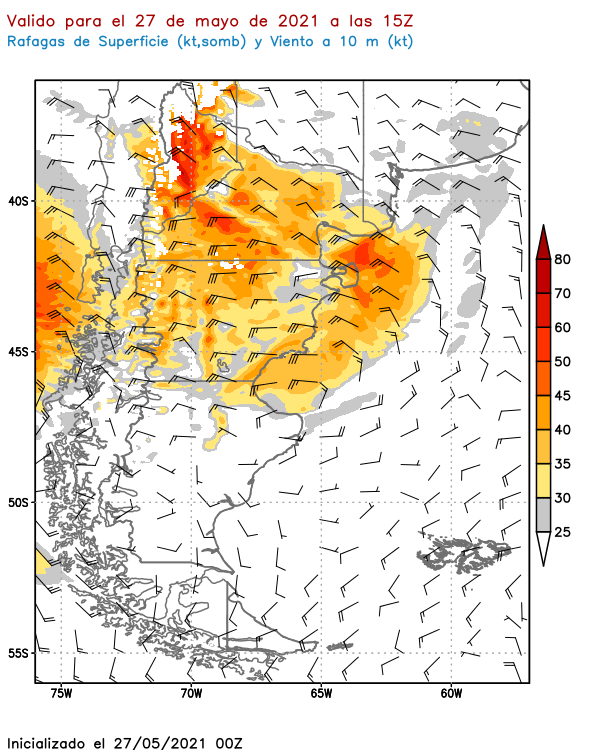 Valido para el 27 de mayo de 2021 a las 15Z
Rafagas de Superficie (kt,somb) y Viento a 10 m (kt)
40S
45S
50S
55S
75W 70W 65W 60W
80
70
60
50
45
40
35
30
25
Inicializado el 27/05/2021 00Z